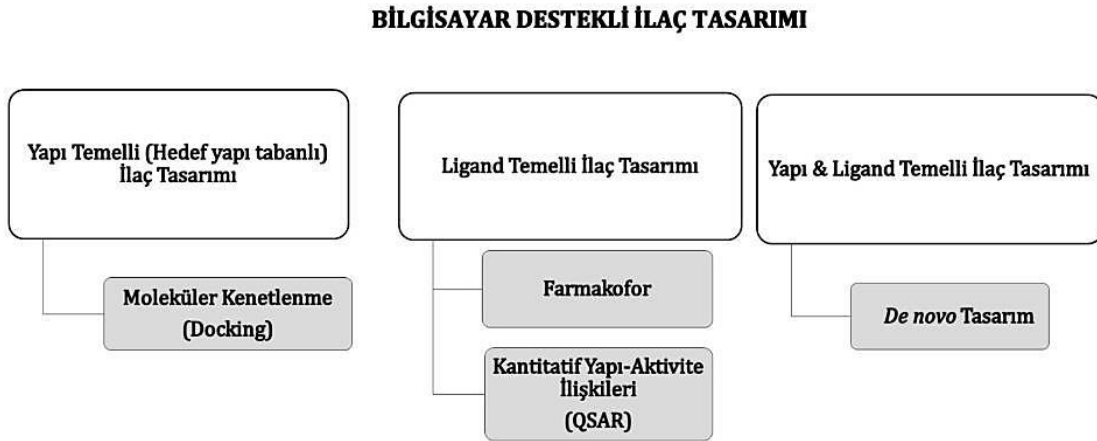 BİLGİSAYAR DESTEKLİ İLAÇ TASARIMI
Yapı Temelli (Hedef yapı tabanlı)
İlaç Tasarımı
Moleküler Kenetlenme
(Docking)
Ligand Temelli İlaç Tasarımı
Farmakofor
Kantitatif Yapı-Aktivite
İlişkileri
(QSAR)
Yapı & Ligand Temelli İlaç Tasarımı
De novo Tasarım